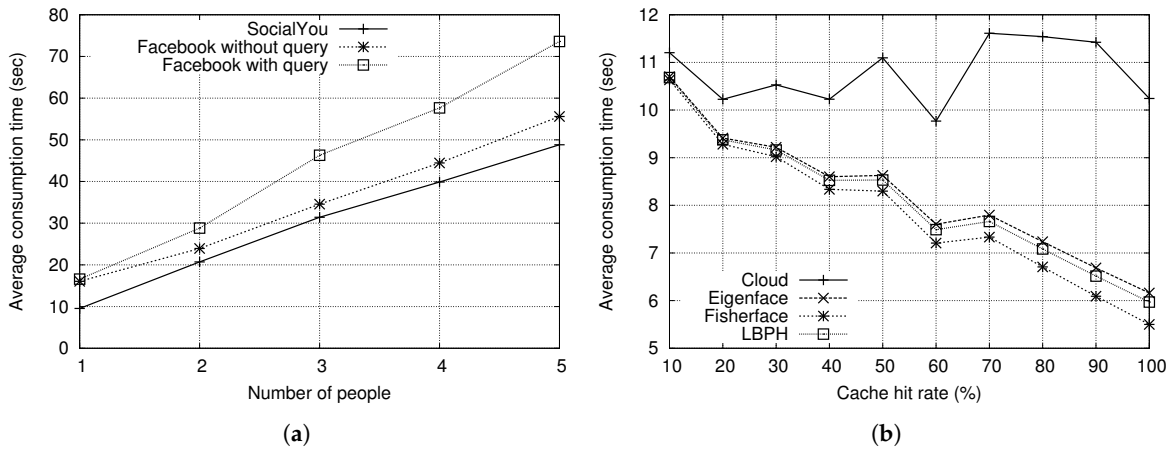 80
70
60
50
40
30
20
10
0
Average consumption time (sec)
SocialYou
Facebook without query
Facebook with query
1 2 3 4 5
Number of people
(a)
12
11
10
9
8
7
6
5
Average consumption time (sec)
Cloud
Eigenface
Fisherface
LBPH
10 20 30 40 50 60 70 80 90 100
Cache hit rate (%)
(b)